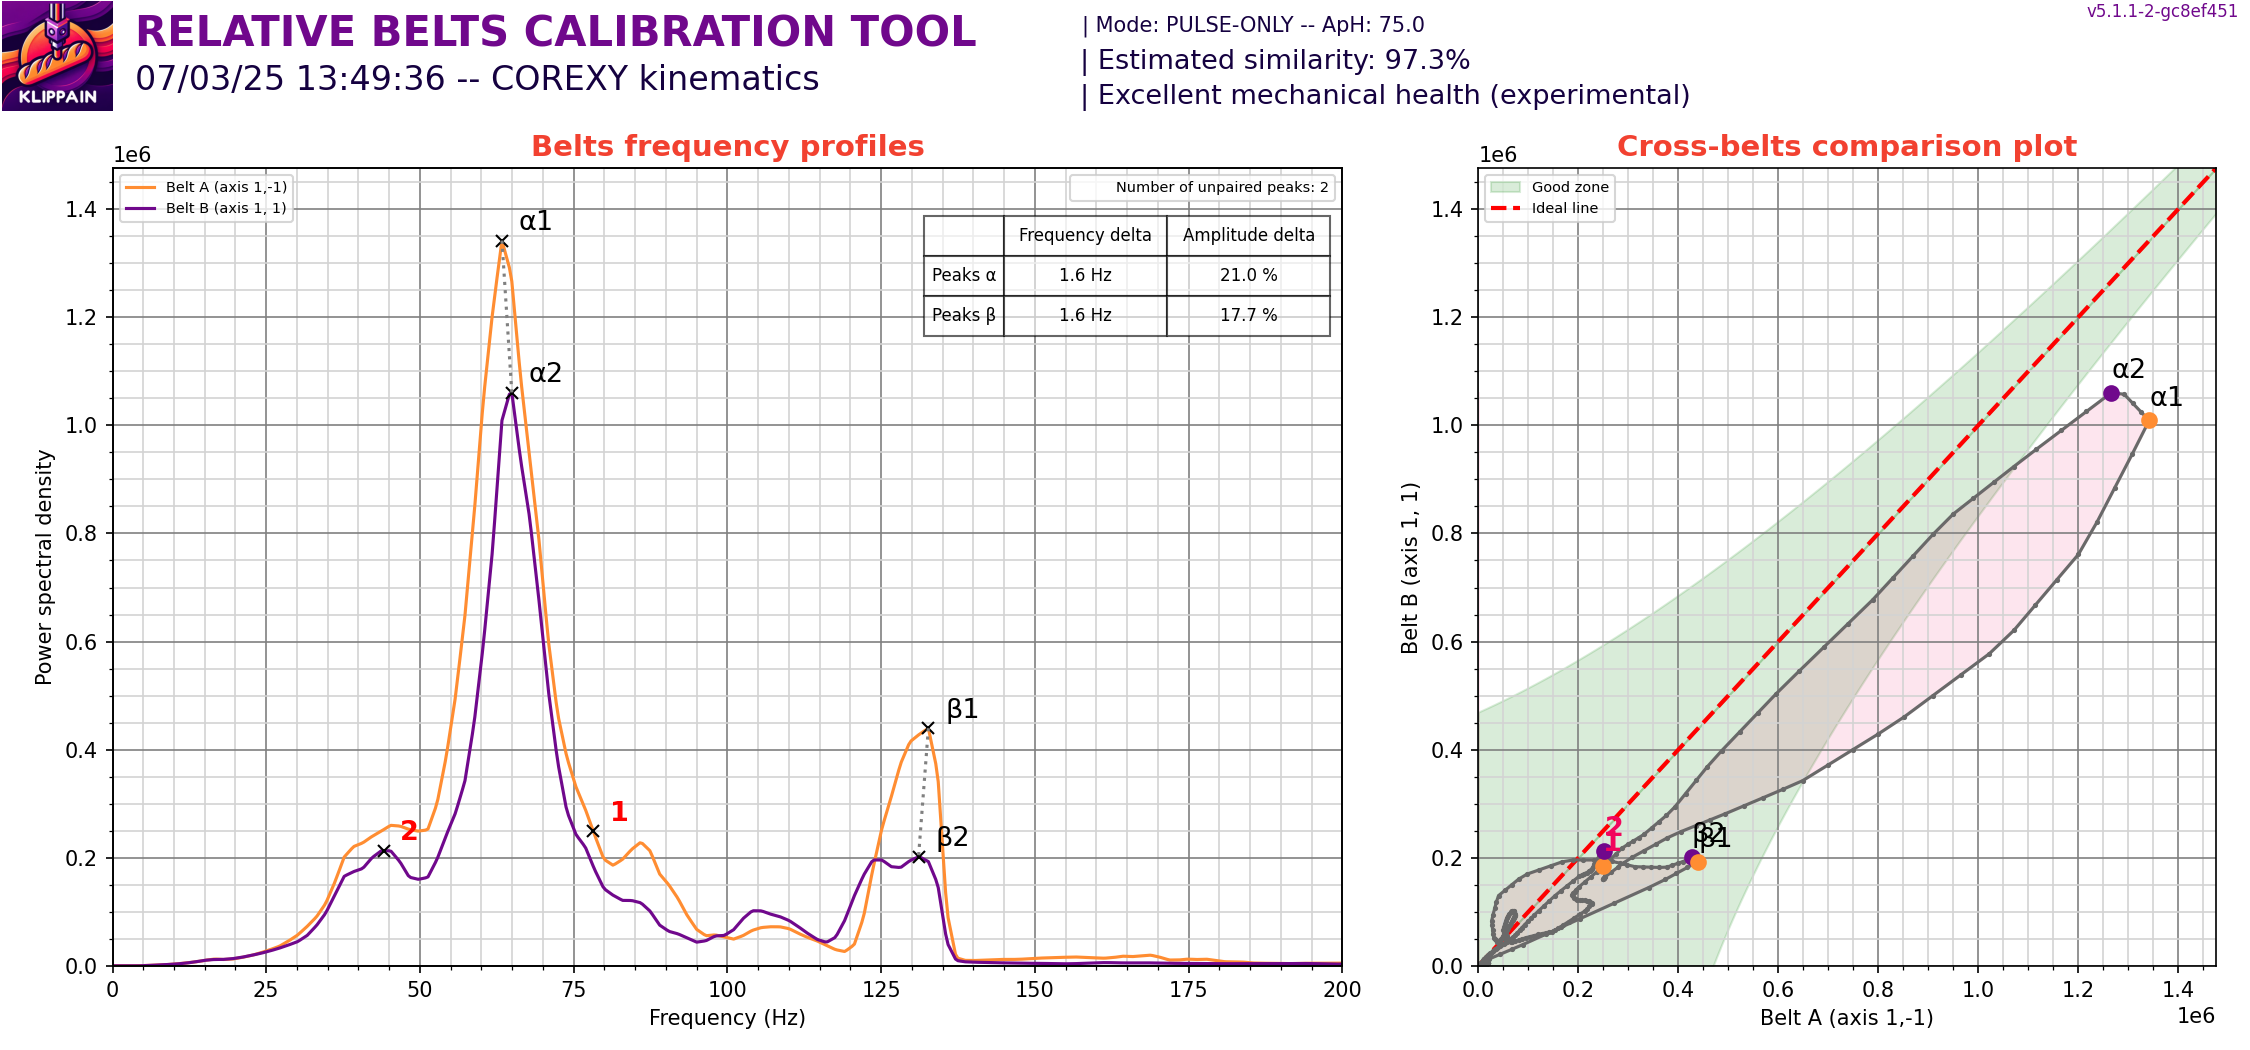 KLIPPAIN
RELATIVE BELTS CALIBRATION TOOL
07/03/25 13:49:36 -- COREXY kinematics
| Mode: PULSE-ONLY -- ApH: 75.0
| Estimated similarity: 97.3%
| Excellent mechanical health (experimental)
v5.1.1-2-gc8ef451
Belts frequency profiles
1e6
Belt A (axis 1,-1)
Belt B (axis 1, 1)
Number of unpaired peaks: 2
Frequency delta Amplitude delta
Peaks α 1.6 Hz 21.0 %
Peaks β 1.6 Hz 17.7 %
α1
α2
β1
β2
1
2
1.4
1.2
1.0
0.8
0.6
0.4
0.2
0.0
Power spectral density
0 25 50 75 100 125 150 175 200
Frequency (Hz)
Cross-belts comparison plot
1e6
Good zone
Ideal line
α2
α1
2
1
β2
β1
1.4
1.2
1.0
0.8
0.6
0.4
0.2
0.0
Belt B (axis 1, 1)
0.0 0.2 0.4 0.6 0.8 1.0 1.2 1.4
Belt A (axis 1,-1)
1e6